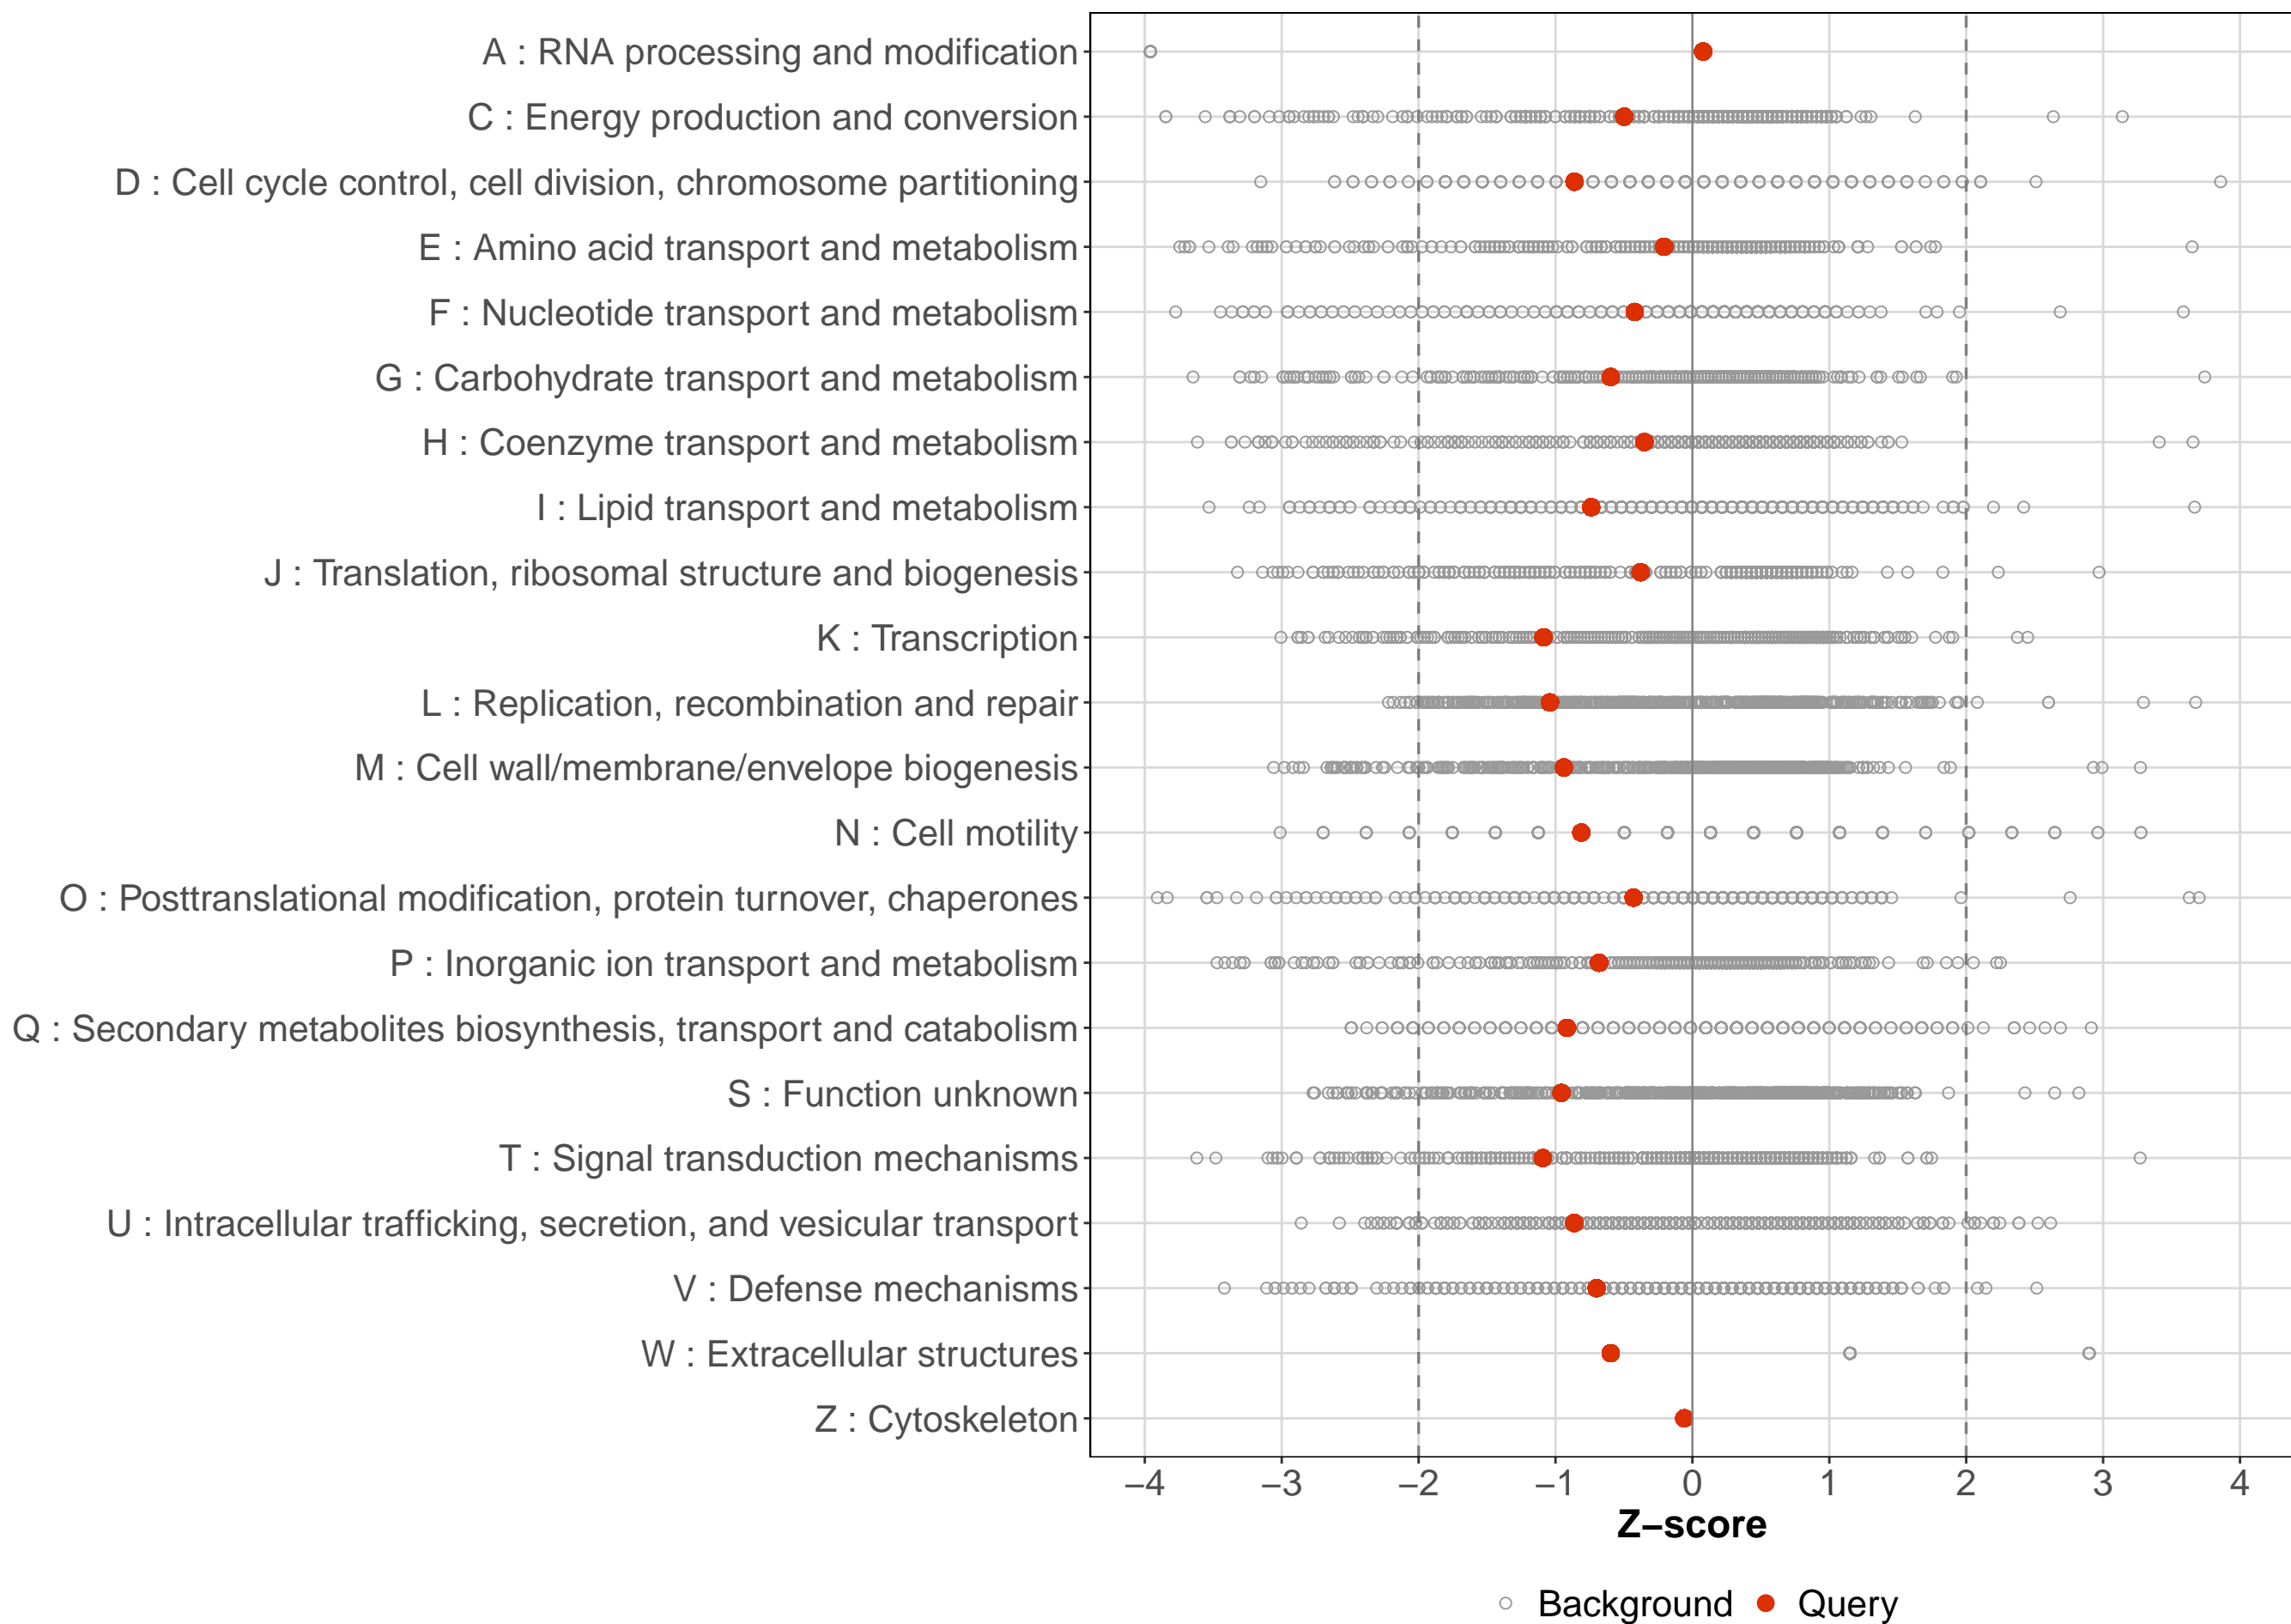 A : RNA processing and modification
C : Energy production and conversion
D : Cell cycle control, cell division, chromosome partitioning
E : Amino acid transport and metabolism
F : Nucleotide transport and metabolism
G : Carbohydrate transport and metabolism
H : Coenzyme transport and metabolism
I : Lipid transport and metabolism
J : Translation, ribosomal structure and biogenesis
K : Transcription
L : Replication, recombination and repair
M : Cell wall/membrane/envelope biogenesis
N : Cell motility
O : Posttranslational modification, protein turnover, chaperones
P : Inorganic ion transport and metabolism
Q : Secondary metabolites biosynthesis, transport and catabolism
S : Function unknown
T : Signal transduction mechanisms
U : Intracellular trafficking, secretion, and vesicular transport
V : Defense mechanisms
W : Extracellular structures
Z : Cytoskeleton
−4 −3 −2 −1 0 1 2 3 4
Z−score
Background Query